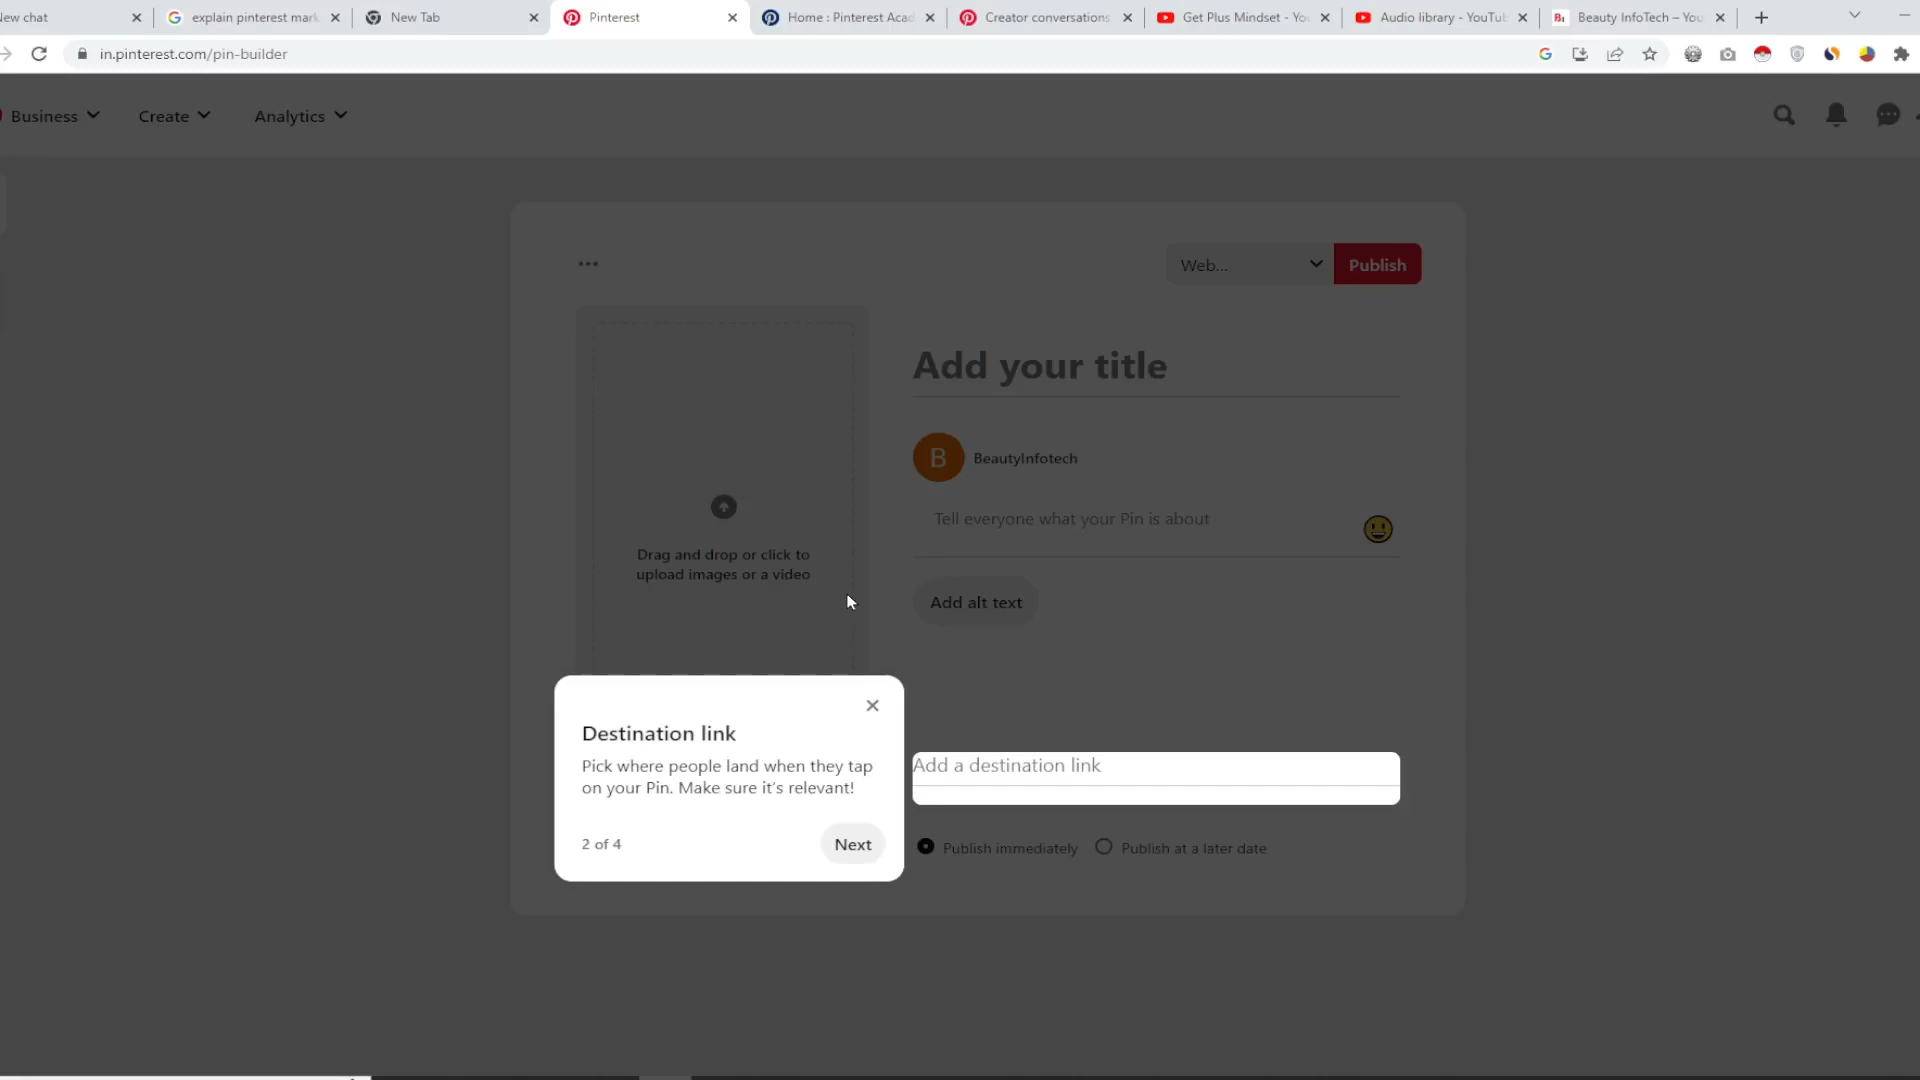 New chat
explain pinterest mark
New Tab
Pinterest
Home : Pinterest Acad
Creator conversations
Get Plus Mindset - You
Audio library - YouTub
Beauty InfoTech – You
in.pinterest.com/pin-builder
Business
Create
Analytics
Web...
Publish
Add your title
B
BeautyInfotech
Tell everyone what your Pin is about
Drag and drop or click to
upload images or a video
Add alt text
Destination link
Pick where people land when they tap
on your Pin. Make sure it's relevant!
2 of 4
Next
Add a destination link
Publish immediately
Publish at a later date